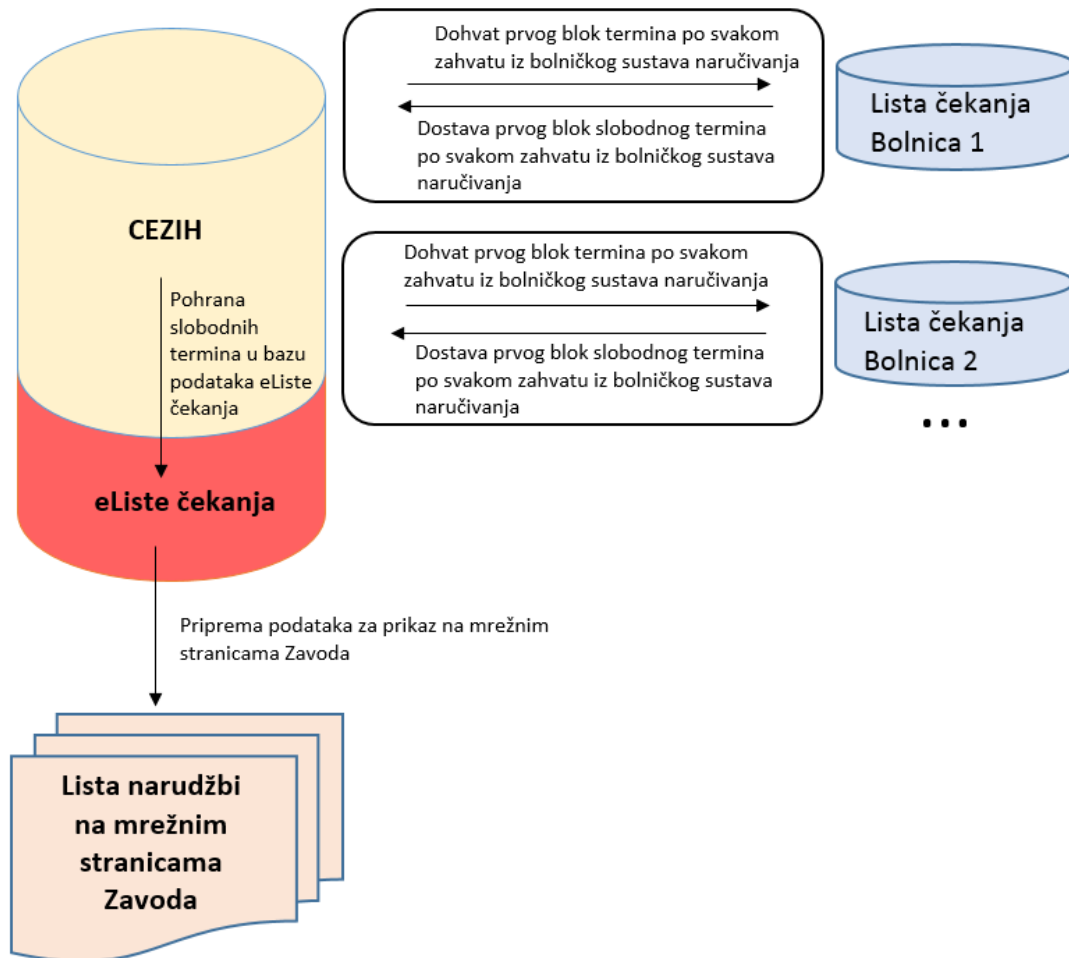 Dohvat prvog blok termina po svakom
zahvatu iz bolničkog sustava naručivanja
Dostava prvog blok slobodnog termina
po svakom zahvatu iz bolničkog sustava
naručivanja
Lista čekanja
Bolnica 1
CEZIH
Dohvat prvog blok termina po svakom
zahvatu iz bolničkog sustava naručivanja
Dostava prvog blok slobodnog termina
po svakom zahvatu iz bolničkog sustava
naručivanja
Lista čekanja
Bolnica 2
...
Pohrana
slobodnih
termina u bazu
podataka eListe
čekanja
eListe čekanja
Priprema podataka za prikaz na mrežnim
stranicama Zavoda
Lista narudžbi
na mrežnim
stranicama
Zavoda